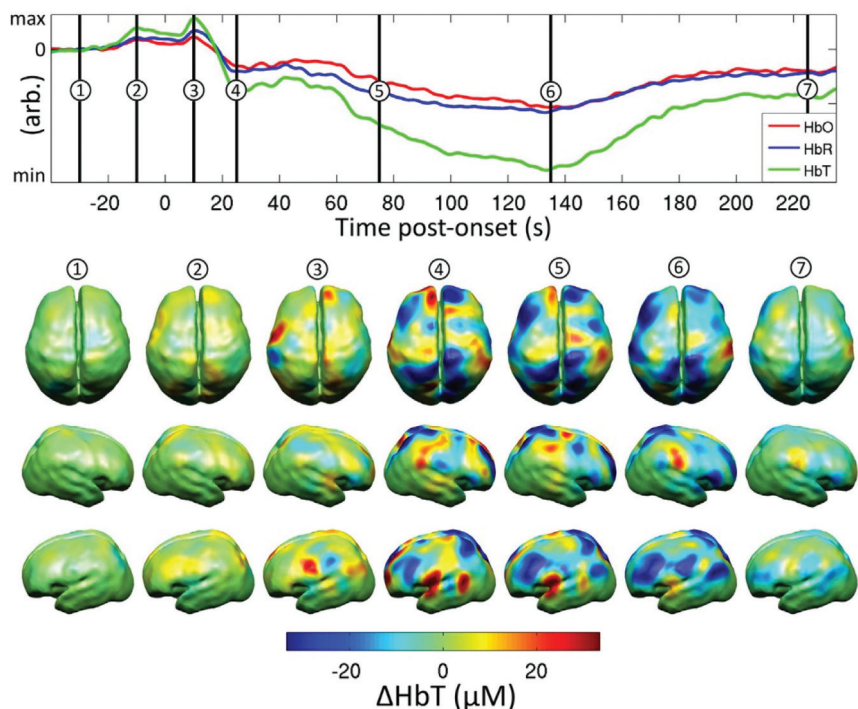 max
0
(arb.)
min
① ② ③ ④ ⑤ ⑥ ⑦
HbO
HbR
HbT
-20 0 20 40 60 80 100 120 140 160 180 200 220
Time post-onset (s)
① ② ③ ④ ⑤ ⑥ ⑦
-20 0 20
ΔHbT (μM)